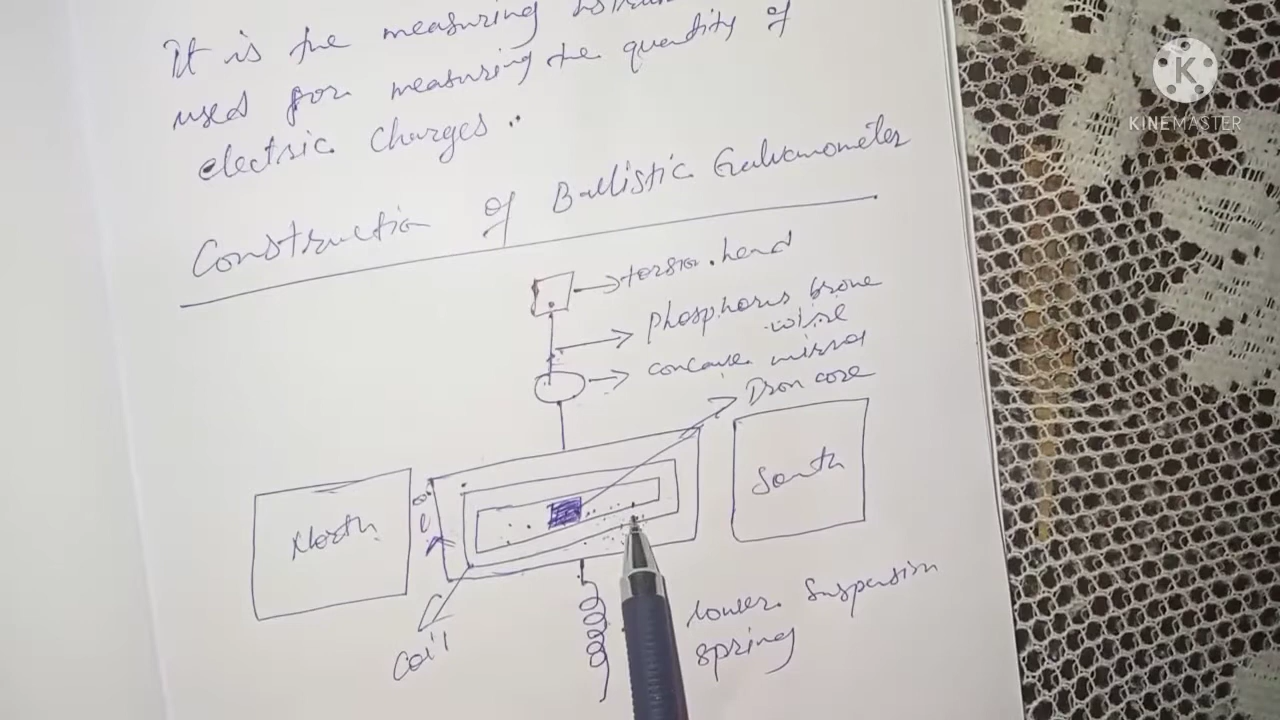 It is the measuring
used for measuring the quantity of
electric charges..
Construction of Ballistic Galvanometer
torsion.head
phosphorus bronze
wire
concave mirror
Iron core
North
South
coil
lower suspension
spring
KINEMASTER